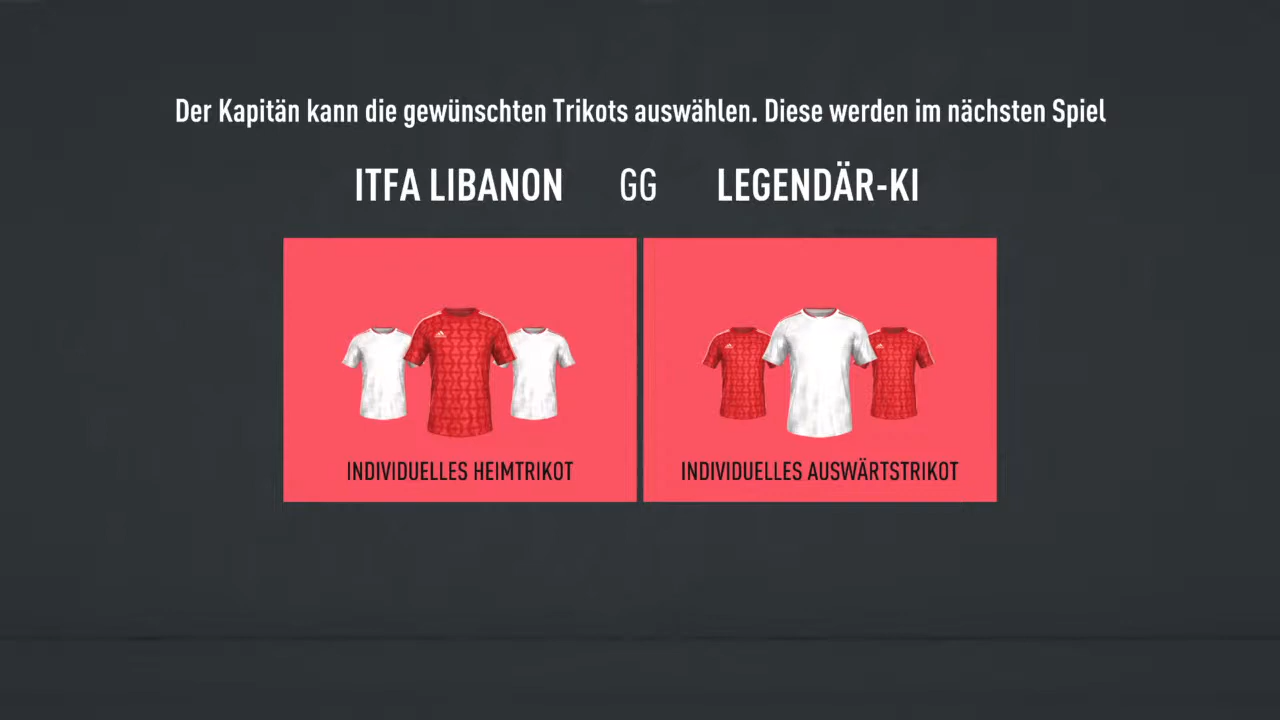 Der Kapitän kann die gewünschten Trikots auswählen. Diese werden im nächsten Spiel
ITFA LIBANON GG LEGENDÄR-KI
INDIVIDUELLES HEIMTRIKOT
INDIVIDUELLES AUSWÄRTSTRIKOT